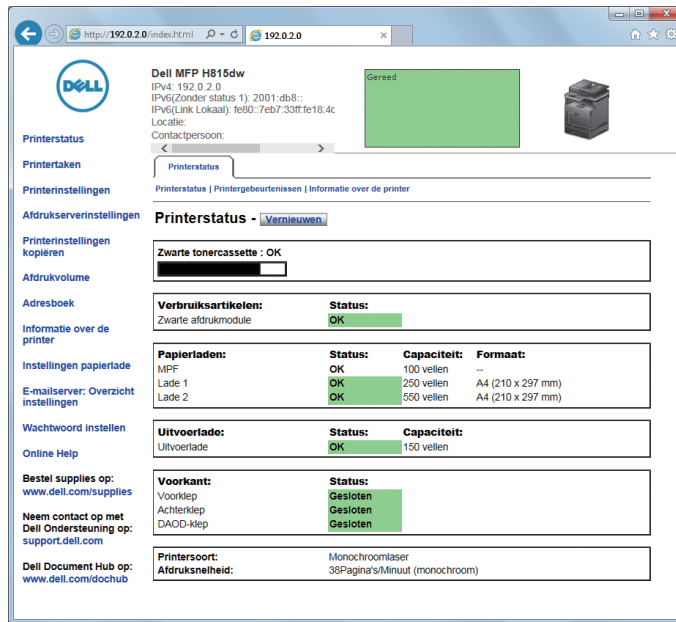 http://192.0.2.0/index.html
192.0.2.0
DELL
Dell MFP H815dw
IPv4: 192.0.2.0
IPv6(Zonder status 1): 2001:db8::
IPv6(Link Lokaal): fe80::7eb7:33ff:fe18:4c
Locatie:
Contactpersoon:
Gereed
Printerstatus
Printertaken
Printerinstellingen
Afdrukserverinstellingen
Printerinstellingen
kopiëren
Afdrukvolume
Adresboek
Informatie over de
printer
Instellingen papierlade
E-mailserver: Overzicht
instellingen
Wachtwoord instellen
Online Help
Bestel supplies op:
www.dell.com/supplies
Neem contact op met
Dell Ondersteuning op:
support.dell.com
Dell Document Hub op:
www.dell.com/dochub
Printerstatus
Printerstatus | Printergebeurtenissen | Informatie over de printer
Printerstatus - Vernieuwen
Zwarte tonercassette : OK
Verbruiksartikelen: Status:
Zwarte afdrukmodule OK
Papierladen: Status: Capaciteit: Formaat:
MPF OK 100 vellen --
Lade 1 OK 250 vellen A4 (210 x 297 mm)
Lade 2 OK 550 vellen A4 (210 x 297 mm)
Uitvoerlade: Status: Capaciteit:
Uitvoerlade OK 150 vellen
Voorkant: Status:
Voorklep Gesloten
Achterklep Gesloten
DAOD-klep Gesloten
Printersoort: Monochroomlaser
Afdruksnelheid: 38Pagina's/Minuut (monochroom)